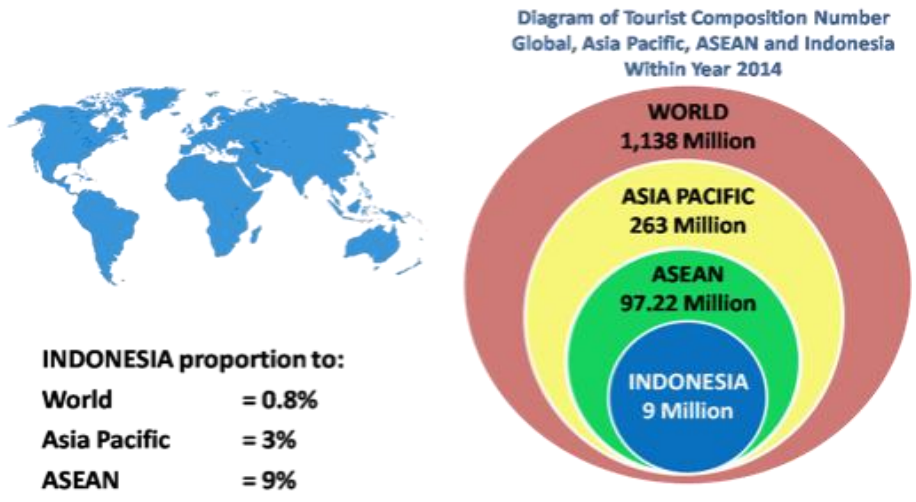 Diagram of Tourist Composition Number
Global, Asia Pacific, ASEAN and Indonesia
Within Year 2014
WORLD
1,138 Million
ASIA PACIFIC
263 Million
ASEAN
97.22 Million
INDONESIA
9 Million
INDONESIA proportion to:
World = 0.8%
Asia Pacific = 3%
ASEAN = 9%